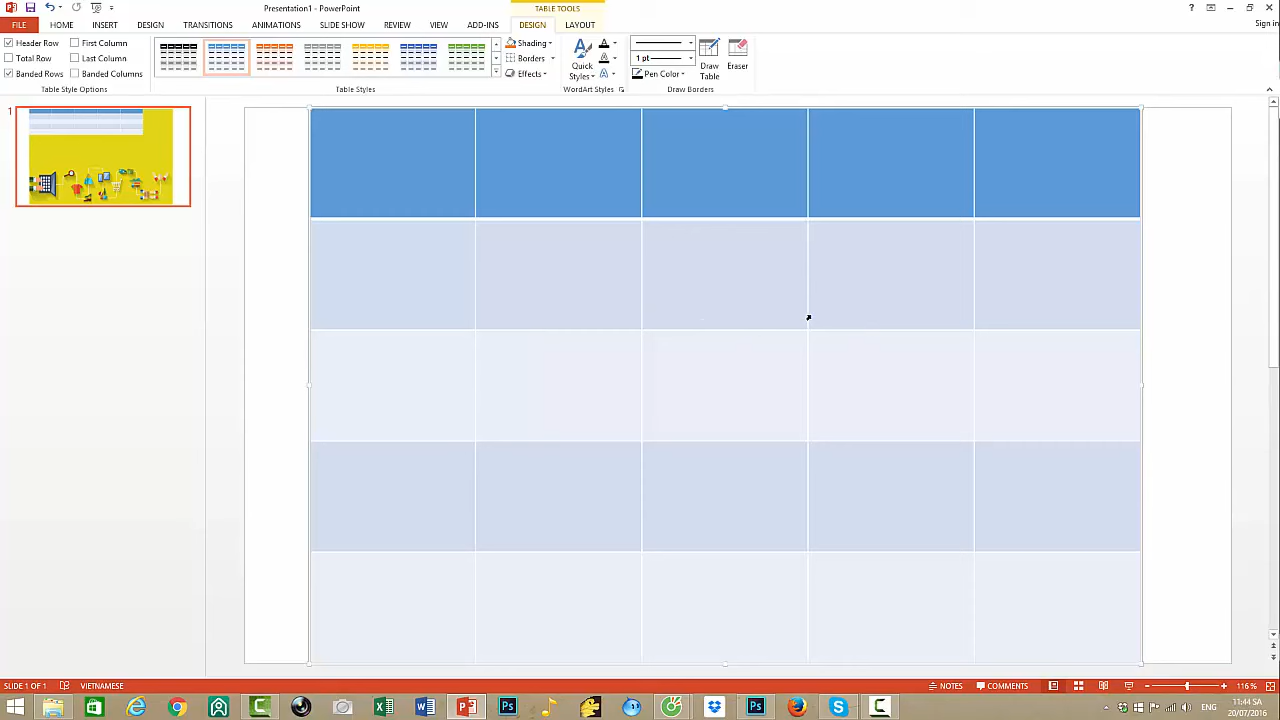 Presentation1 - PowerPoint
TABLE TOOLS
Sign in
FILE HOME INSERT DESIGN TRANSITIONS ANIMATIONS SLIDE SHOW REVIEW VIEW ADD-INS DESIGN LAYOUT
Header Row First Column
Total Row Last Column
Banded Rows Banded Columns
Table Style Options
Table Styles
Shading
Borders
Effects
Quick Styles
WordArt Styles
1 pt
Pen Color
Draw Table
Eraser
Draw Borders
1
SLIDE 1 OF 1 VIETNAMESE NOTES COMMENTS 116 %
ENG
11:44 SA
20/07/2016